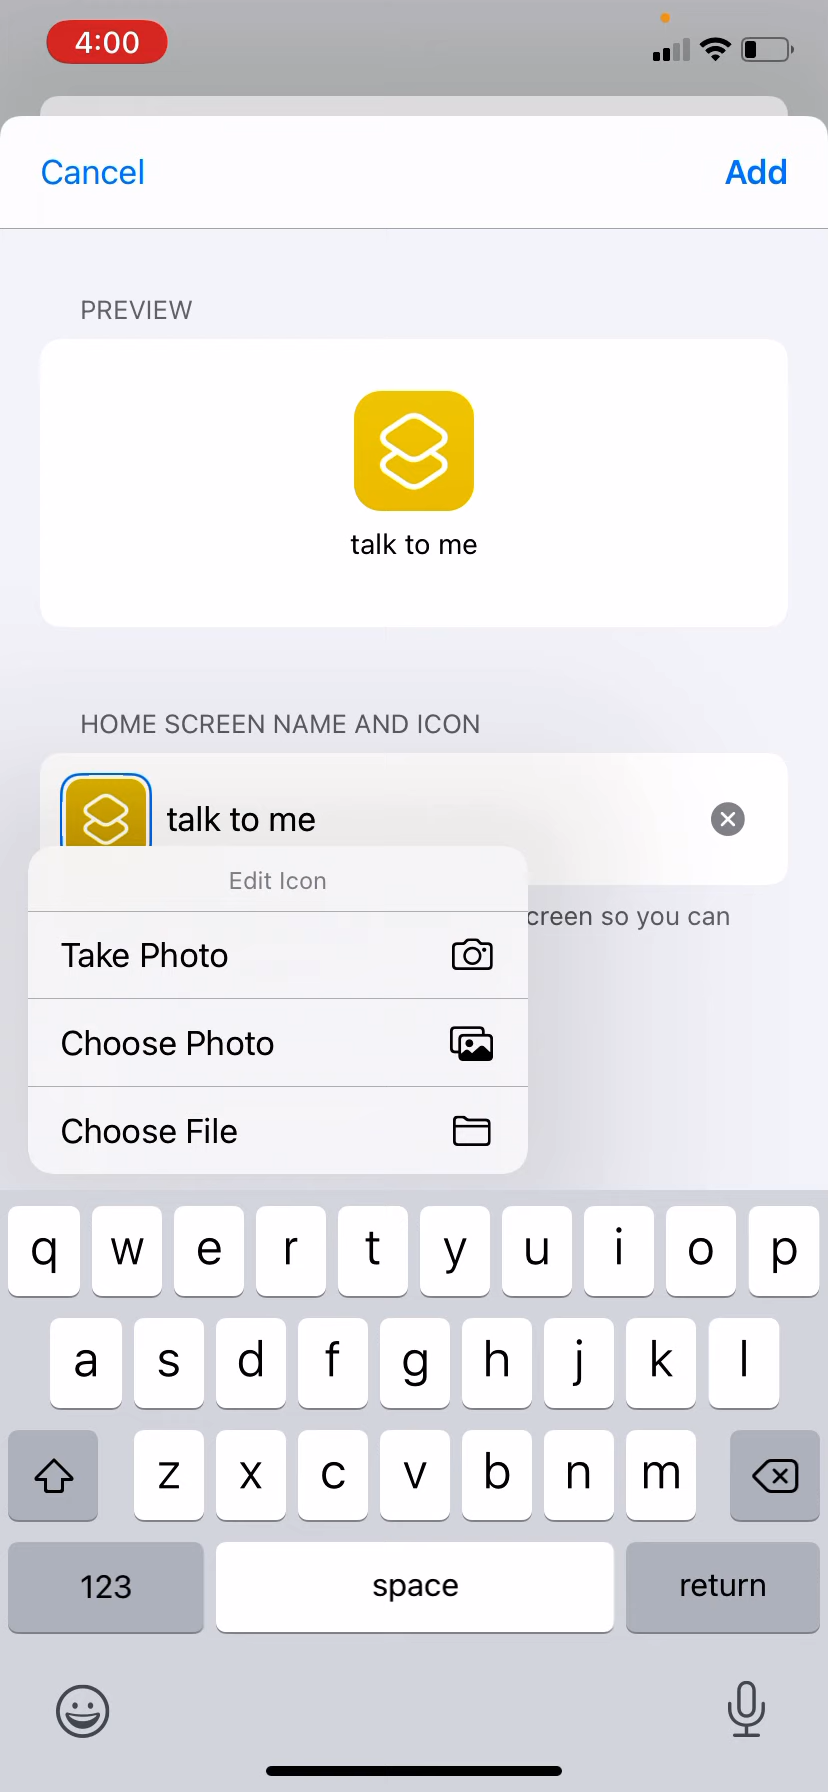 4:00
Cancel
Add
PREVIEW
talk to me
HOME SCREEN NAME AND ICON
talk to me
Edit Icon
creen so you can
Take Photo
Choose Photo
Choose File
q w e r t y u i o p
a s d f g h j k l
z x c v b n m
123 space return